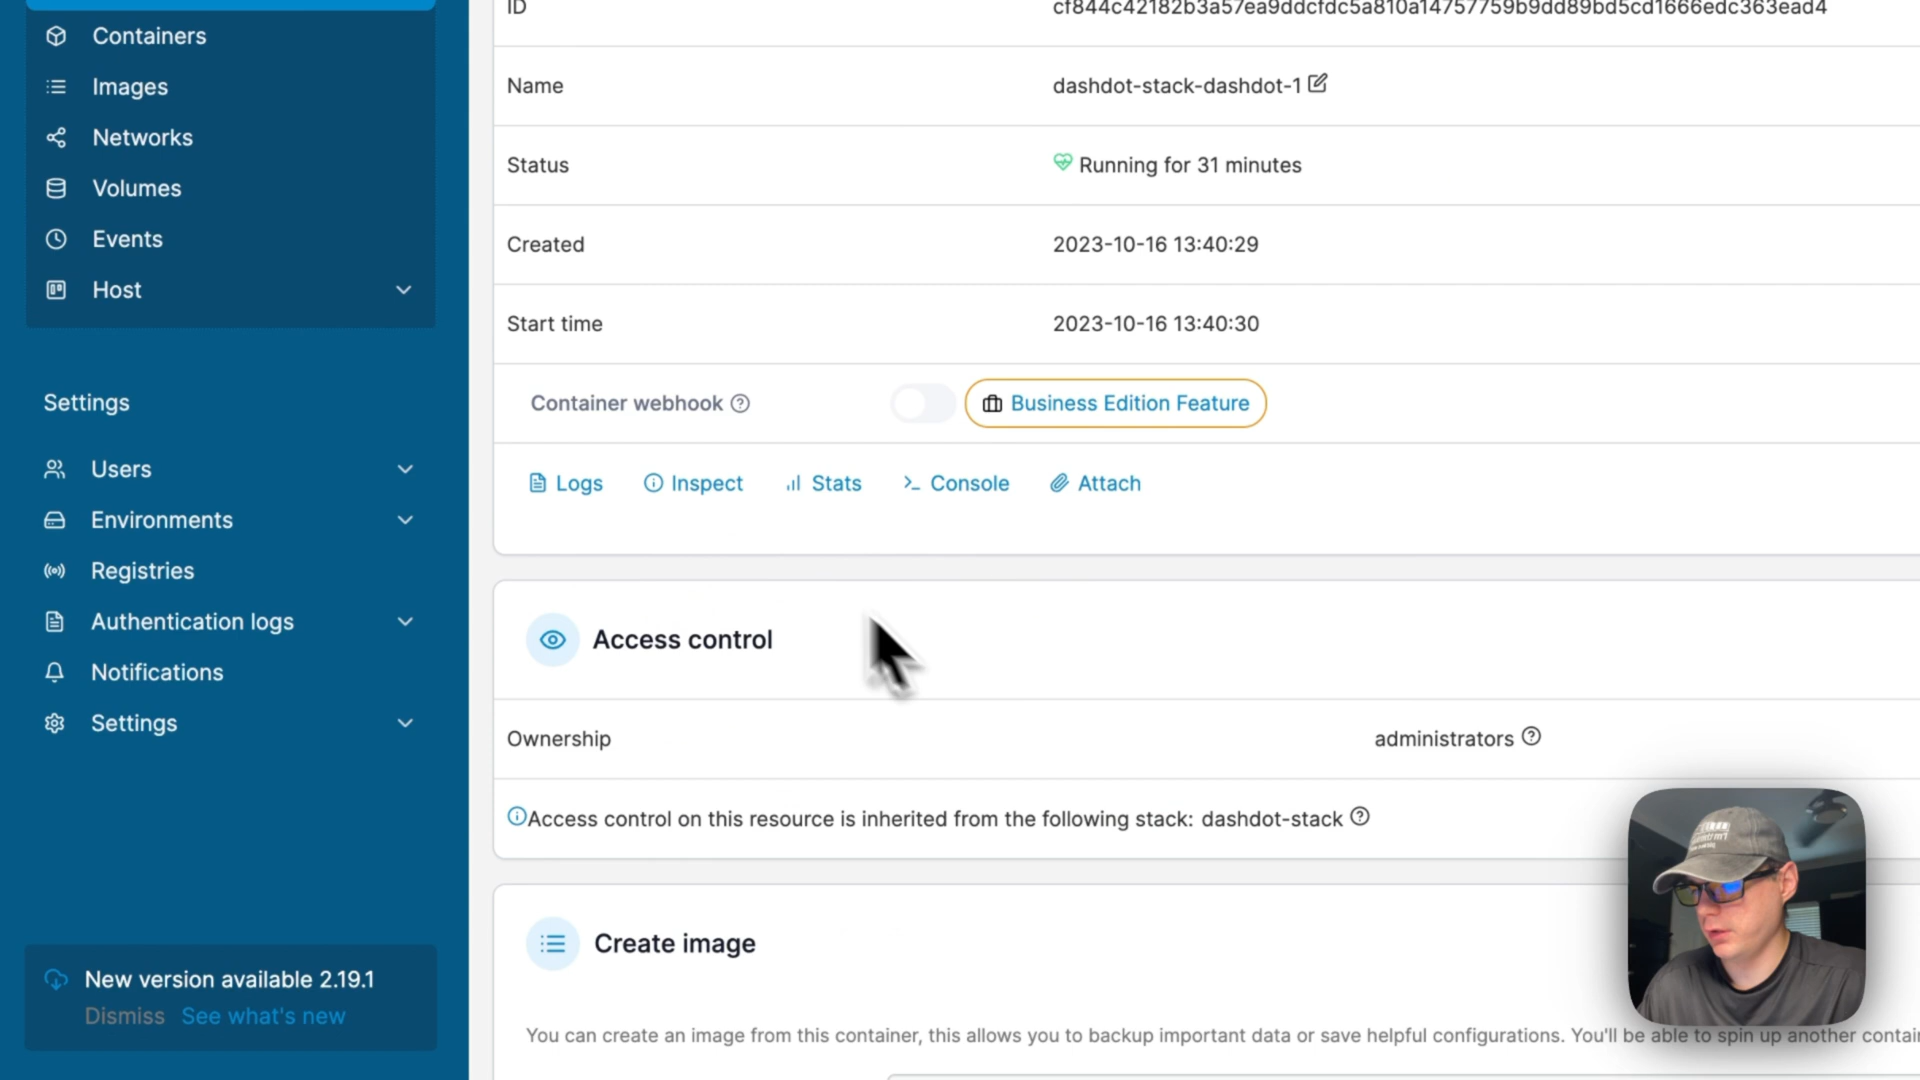 ID cf844c42182b3a57ea9ddcfdc5a810a14757759b9dd89bd5cd1666edc363ead4
Containers
Images
Networks
Volumes
Events
Host
Name dashdot-stack-dashdot-1
Status Running for 31 minutes
Created 2023-10-16 13:40:29
Start time 2023-10-16 13:40:30
Container webhook Business Edition Feature
Logs Inspect Stats Console Attach
Settings
Users
Environments
Registries
Authentication logs
Notifications
Settings
Access control
Ownership administrators
Access control on this resource is inherited from the following stack: dashdot-stack
Create image
You can create an image from this container, this allows you to backup important data or save helpful configurations. You'll be able to spin up another
New version available 2.19.1
Dismiss See what's new